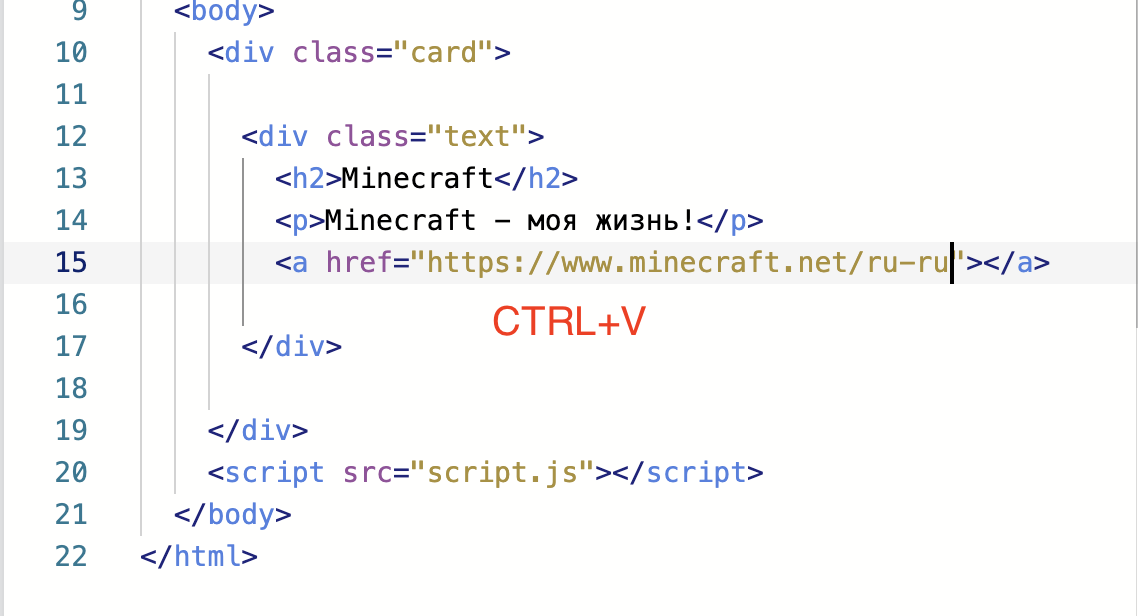 9 <body>
10 <div class="card">
11
12 <div class="text">
13 <h2>Minecraft</h2>
14 <p>Minecraft – моя жизнь!</p>
15 <a href="https://www.minecraft.net/ru-ru"></a>
16
CTRL+V
17 </div>
18
19 </div>
20 <script src="script.js"></script>
21 </body>
22 </html>